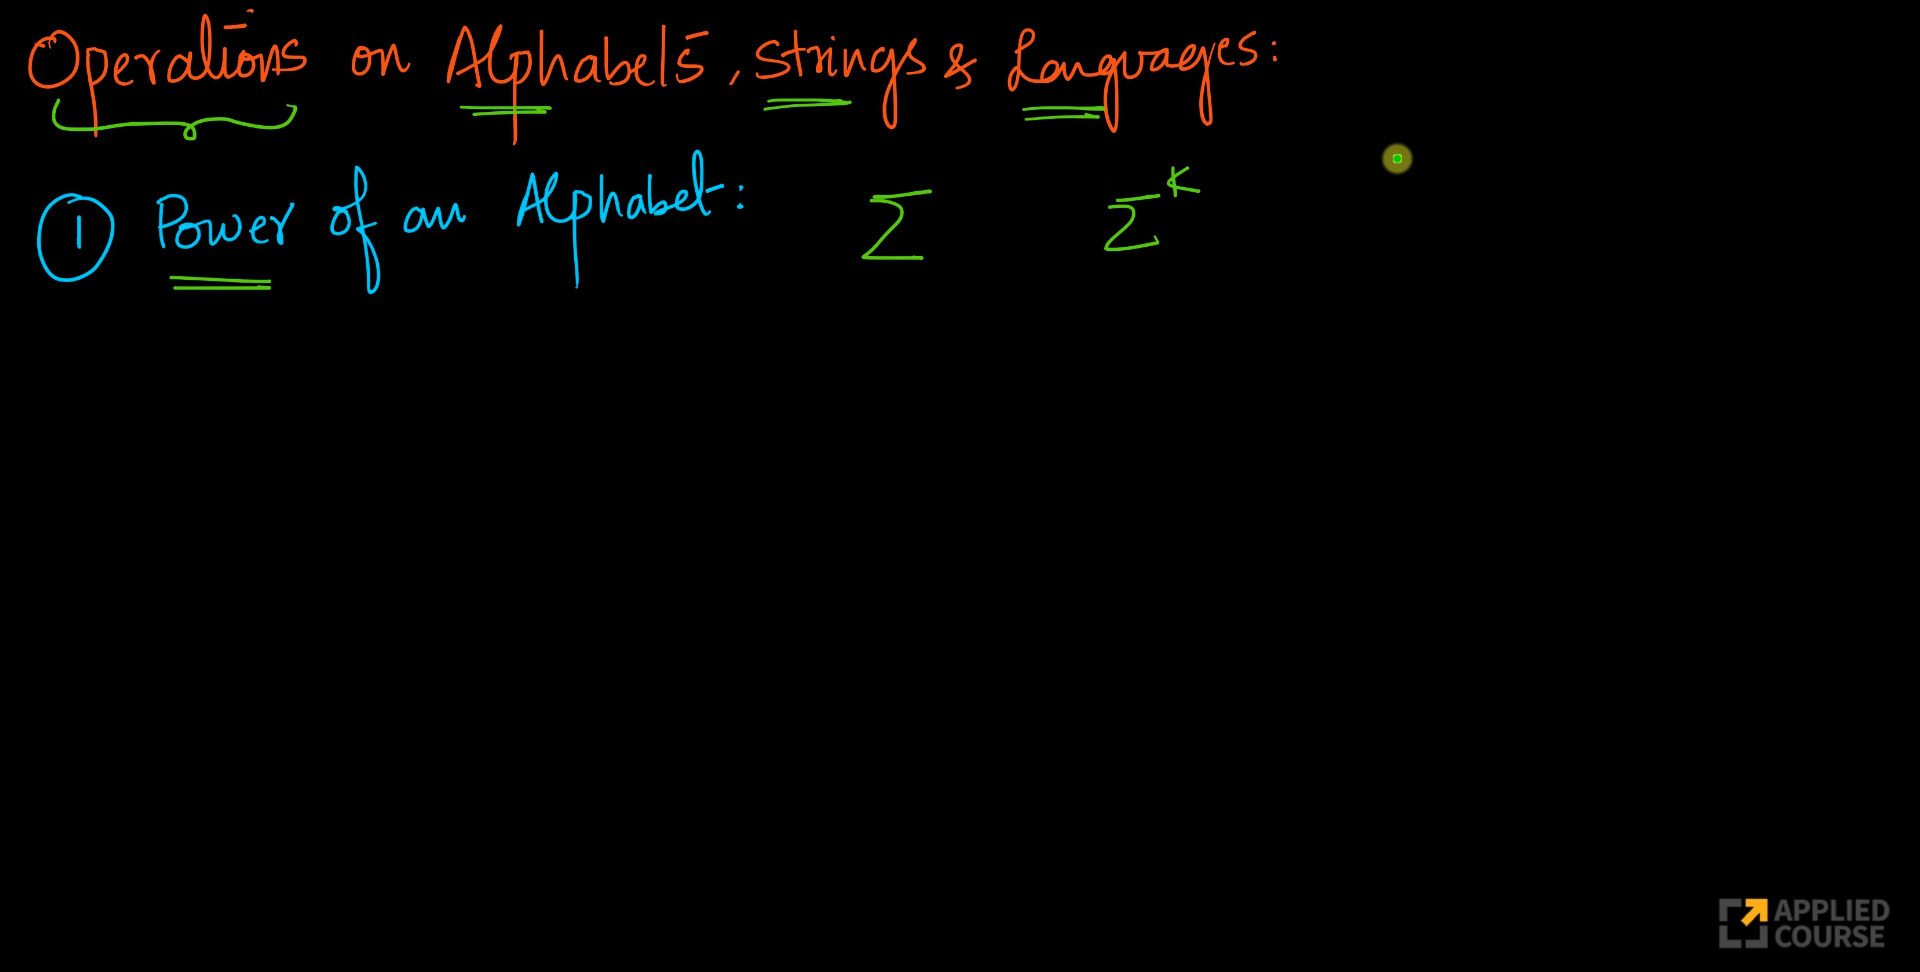 Operations on Alphabets, Strings & Languages:
① Power of an Alphabet: Σ Σ^K
APPLIED
COURSE